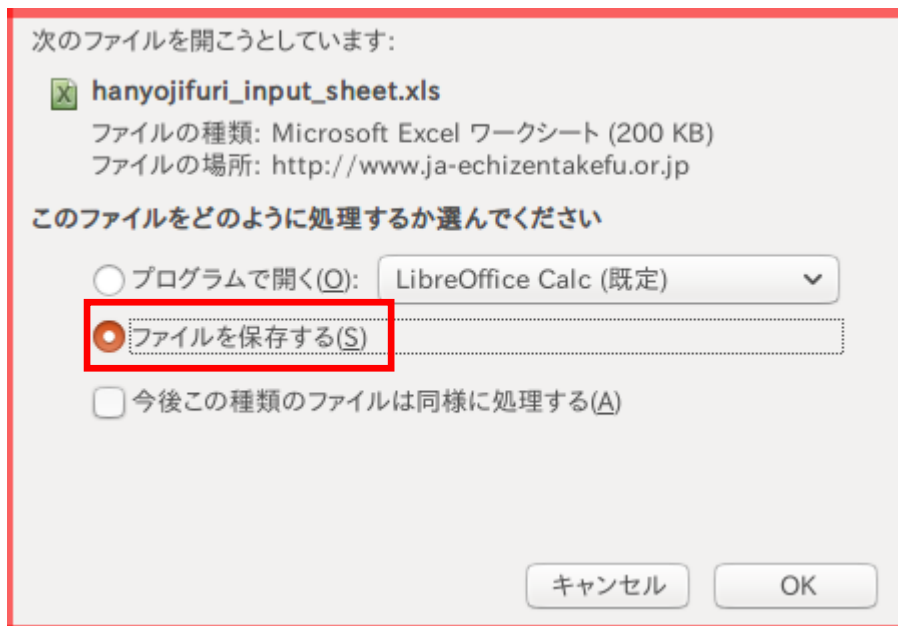 次のファイルを開こうとしています:
hanyojifuri_input_sheet.xls
ファイルの種類: Microsoft Excel ワークシート (200 KB)
ファイルの場所: http://www.ja-echizentakefu.or.jp
このファイルをどのように処理するか選んでください
プログラムで開く(O): LibreOffice Calc (既定)
ファイルを保存する(S)
今後この種類のファイルは同様に処理する(A)
キャンセル OK